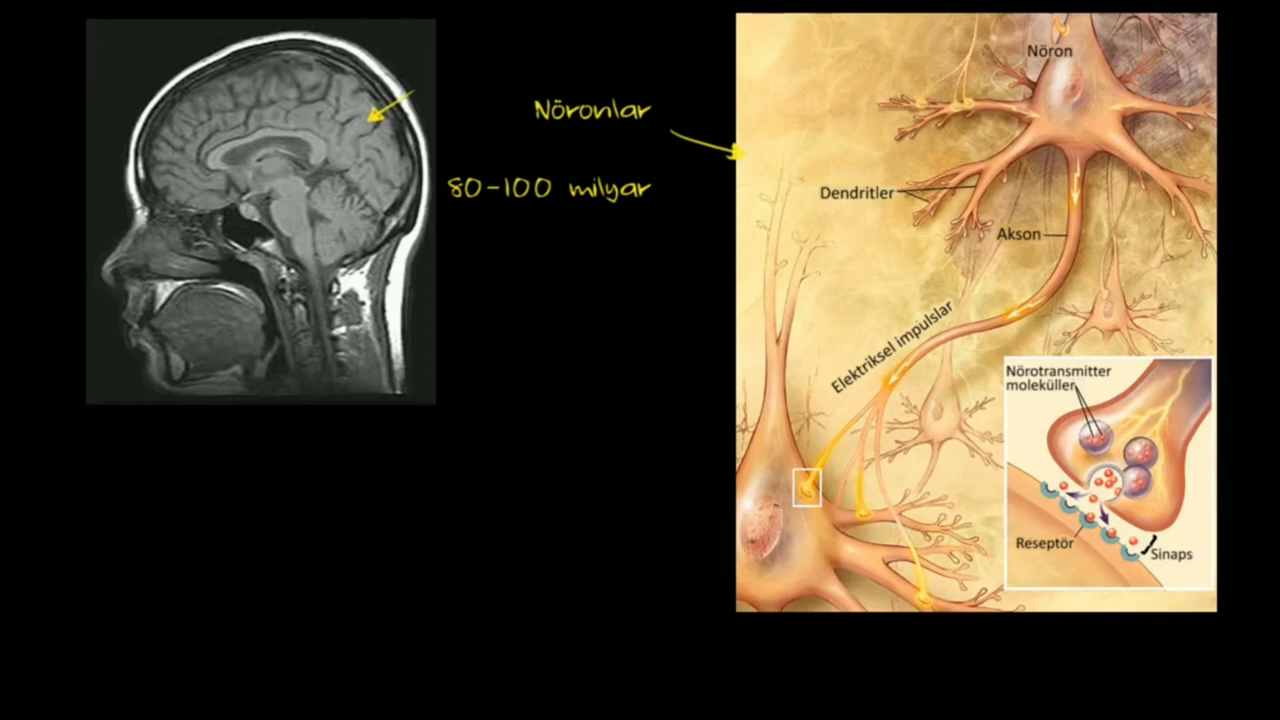 Nöronlar
80-100 milyar
Nöron
Dendritler
Akson
Elektriksel impulslar
Nörotransmitter
moleküller
Reseptör
Sinaps